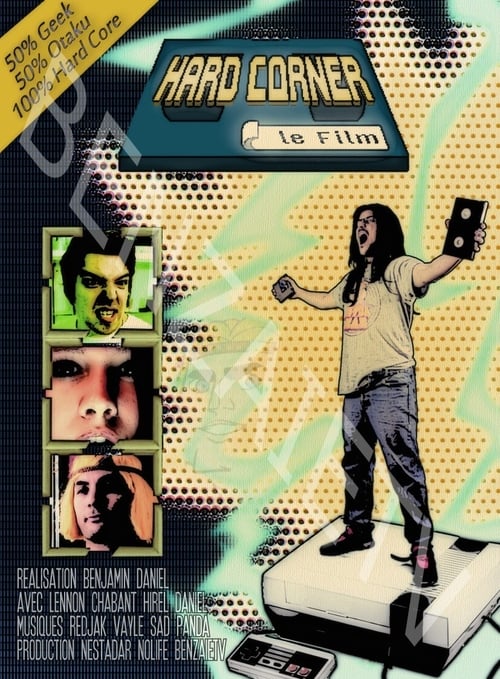 50% Geek
50% Otaku
100% Hard Core
HARD CORNER
le Film
REALISATION BENJAMIN DANIEL
AVEC LENNON CHABANT HIREL DANIEL
MUSIQUES REDJAK VAYLE SAD PANDA
PRODUCTION NESTADAR NOLIFE BENZAIETV